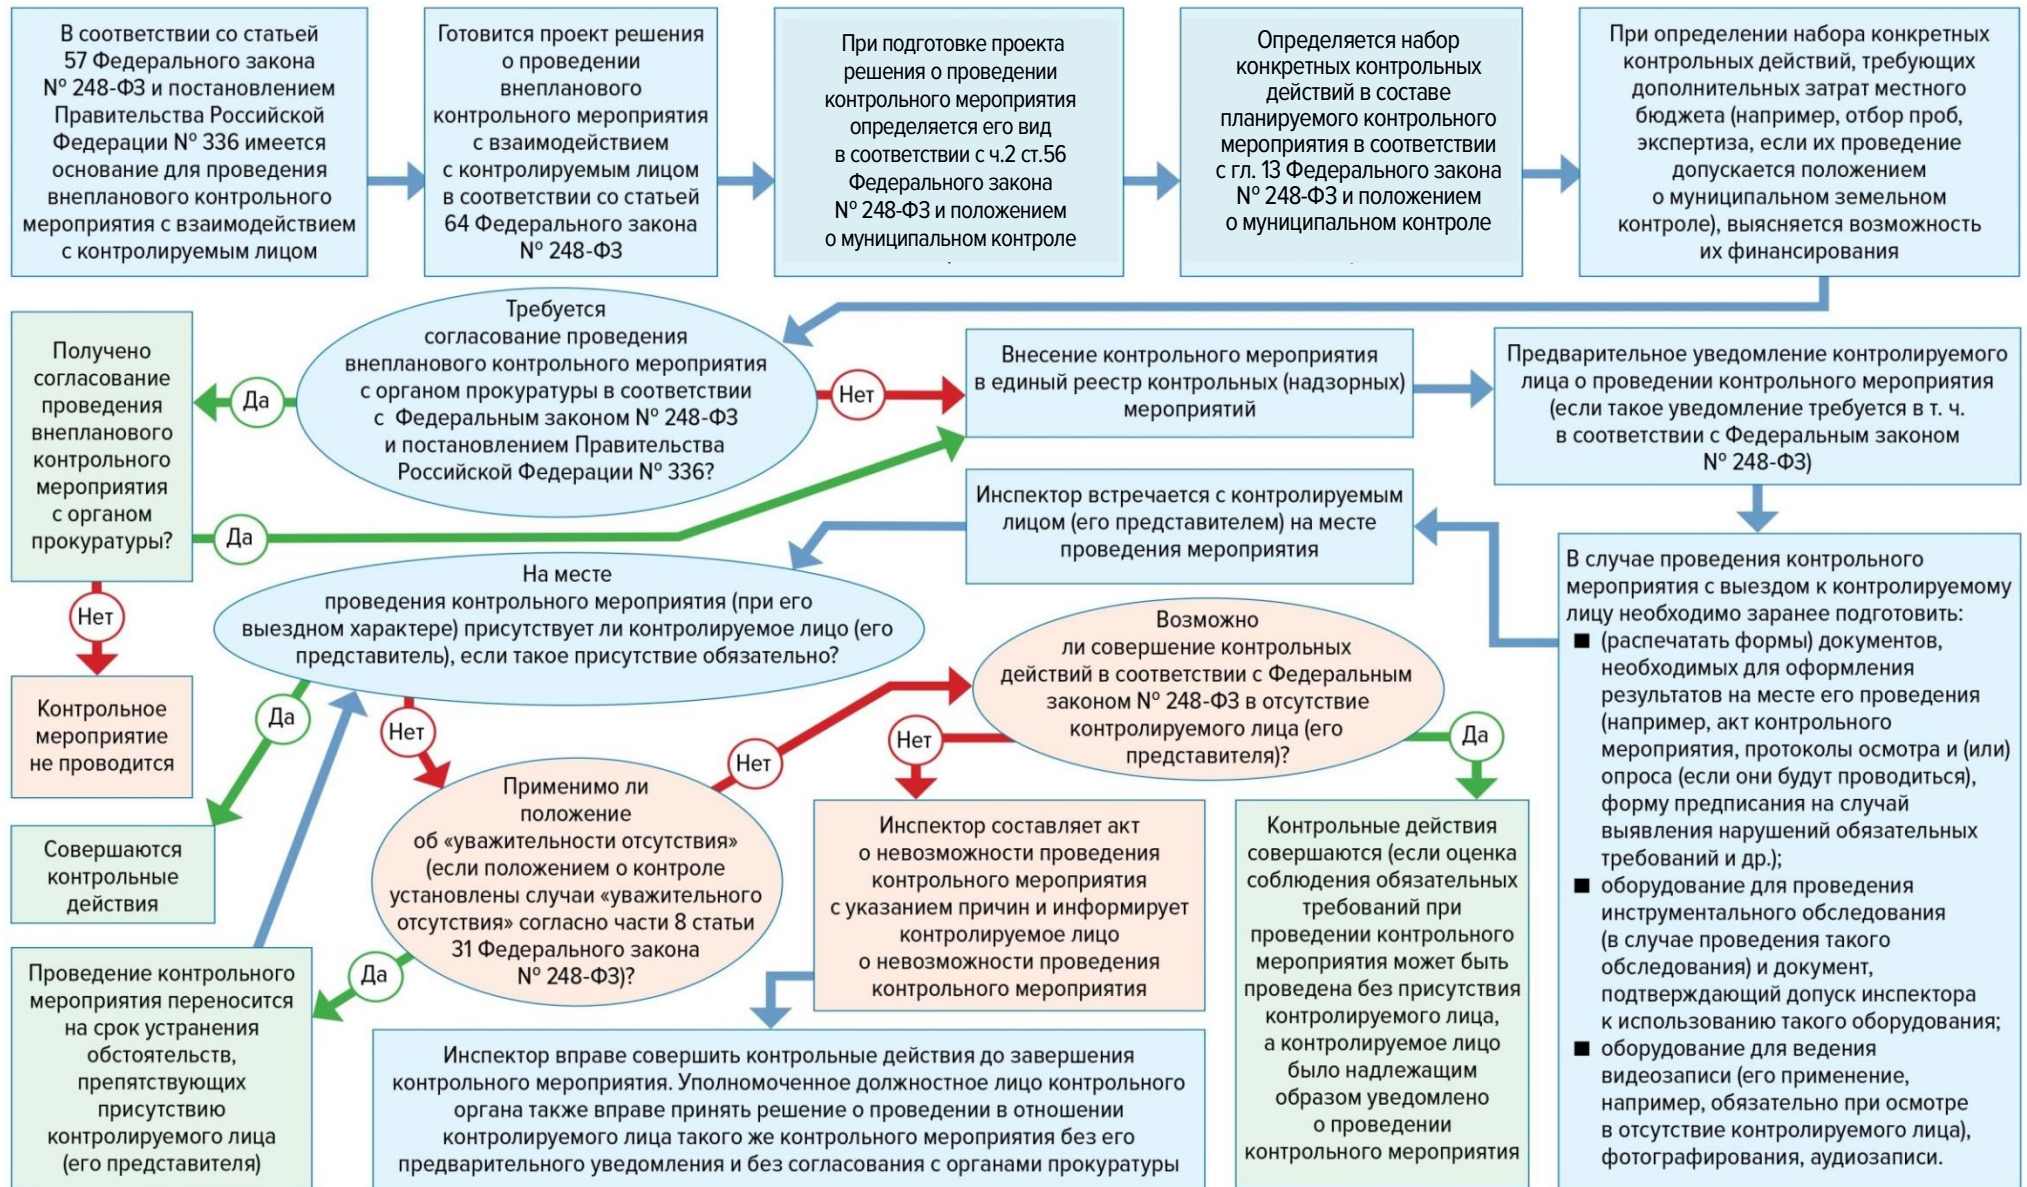 В соответствии со статьей
57 Федерального закона
№ 248-ФЗ и постановлением
Правительства Российской
Федерации № 336 имеется
основание для проведения
внепланового контрольного
мероприятия с взаимодействием
с контролируемым лицом
Готовится проект решения
о проведении
внепланового
контрольного мероприятия
с взаимодействием
с контролируемым лицом
в соответствии со статьей
64 Федерального закона
№ 248-ФЗ
При подготовке проекта
решения о проведении
контрольного мероприятия
определяется его вид
в соответствии с ч.2 ст.56
Федерального закона
№ 248-ФЗ и положением
о муниципальном контроле
Определяется набор
конкретных контрольных
действий в составе
планируемого контрольного
мероприятия в соответствии
с гл. 13 Федерального закона
№ 248-ФЗ и положением
о муниципальном контроле
При определении набора конкретных
контрольных действий, требующих
дополнительных затрат местного
бюджета (например, отбор проб,
экспертиза, если их проведение
допускается положением
о муниципальном земельном
контроле), выясняется возможность
их финансирования
Требуется
согласование проведения
внепланового контрольного мероприятия
с органом прокуратуры в соответствии
с Федеральным законом № 248-ФЗ
и постановлением Правительства
Российской Федерации № 336?
Да
Нет
Получено
согласование
проведения
внепланового
контрольного
мероприятия
с органом
прокуратуры?
Да
Нет
Контрольное
мероприятие
не проводится
Внесение контрольного мероприятия
в единый реестр контрольных (надзорных)
мероприятий
Предварительное уведомление контролируемого
лица о проведении контрольного мероприятия
(если такое уведомление требуется в т. ч.
в соответствии с Федеральным законом
№ 248-ФЗ)
В случае проведения контрольного
мероприятия с выездом к контролируемому
лицу необходимо заранее подготовить:
■ (распечатать формы) документов,
необходимых для оформления
результатов на месте его проведения
(например, акт контрольного
мероприятия, протоколы осмотра и (или)
опроса (если они будут проводиться),
форму предписания на случай
выявления нарушений обязательных
требований и др.);
■ оборудование для проведения
инструментального обследования
(в случае проведения такого
обследования) и документ,
подтверждающий допуск инспектора
к использованию такого оборудования;
■ оборудование для ведения
видеозаписи (его применение,
например, обязательно при осмотре
в отсутствие контролируемого лица),
фотографирования, аудиозаписи.
Инспектор встречается с контролируемым
лицом (его представителем) на месте
проведения мероприятия
На месте
проведения контрольного мероприятия (при его
выездном характере) присутствует ли контролируемое лицо (его
представитель), если такое присутствие обязательно?
Да
Нет
Совершаются
контрольные
действия
Применимо ли
положение
об «уважительности отсутствия»
(если положением о контроле
установлены случаи «уважительного
отсутствия» согласно части 8 статьи
31 Федерального закона
№ 248-ФЗ)?
Да
Нет
Проведение контрольного
мероприятия переносится
на срок устранения
обстоятельств,
препятствующих
присутствию
контролируемого лица
(его представителя)
Возможно
ли совершение контрольных
действий в соответствии с Федеральным
законом № 248-ФЗ в отсутствие
контролируемого лица (его
представителя)?
Нет
Да
Инспектор составляет акт
о невозможности проведения
контрольного мероприятия
с указанием причин и информирует
контролируемое лицо
о невозможности проведения
контрольного мероприятия
Контрольные действия
совершаются (если оценка
соблюдения обязательных
требований при
проведении контрольного
мероприятия может быть
проведена без присутствия
контролируемого лица,
а контролируемое лицо
было надлежащим
образом уведомлено
о проведении
контрольного мероприятия
Инспектор вправе совершить контрольные действия до завершения
контрольного мероприятия. Уполномоченное должностное лицо контрольного
органа также вправе принять решение о проведении в отношении
контролируемого лица такого же контрольного мероприятия без его
предварительного уведомления и без согласования с органами прокуратуры